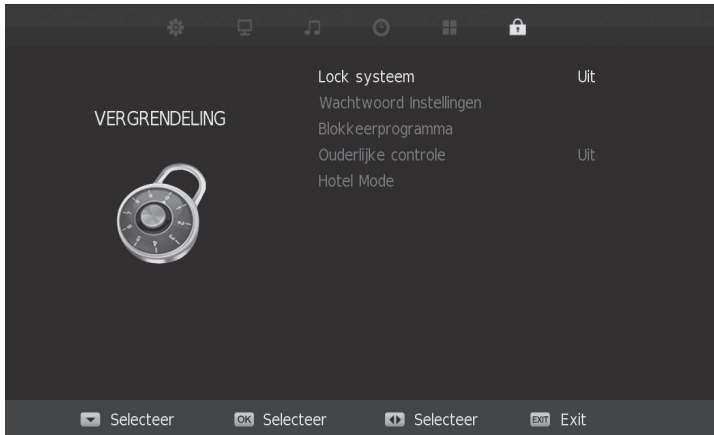 Lock systeem Uit
Wachtwoord Instellingen
VERGRENDELING
Blokkeerprogramma
Ouderlijke controle Uit
Hotel Mode
Selecteer OK Selecteer Selecteer EXIT Exit